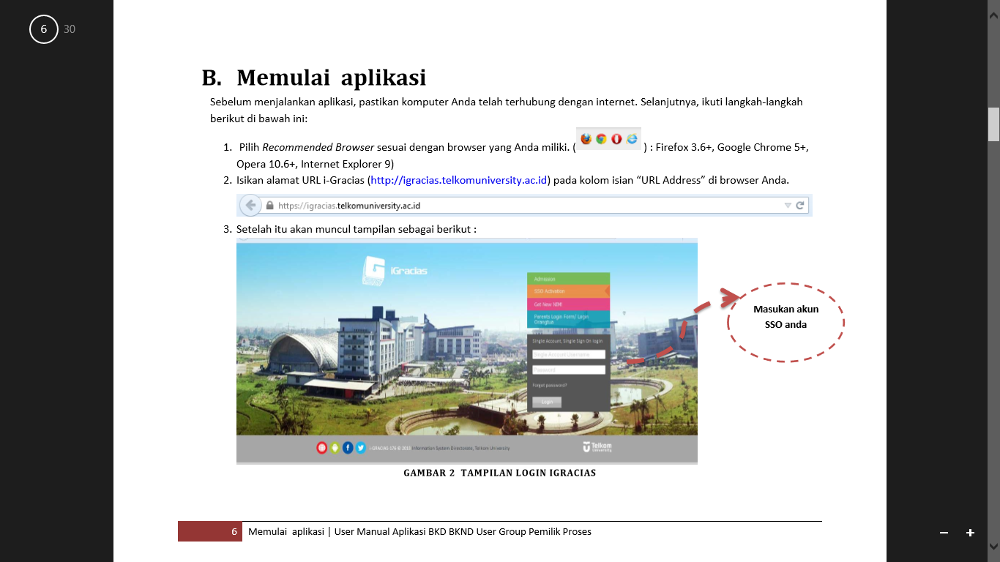 6 30
B. Memulai aplikasi
Sebelum menjalankan aplikasi, pastikan komputer Anda telah terhubung dengan internet. Selanjutnya, ikuti langkah-langkah
berikut di bawah ini:
1. Pilih Recommended Browser sesuai dengan browser yang Anda miliki. ( ) : Firefox 3.6+, Google Chrome 5+,
Opera 10.6+, Internet Explorer 9)
2. Isikan alamat URL i-Gracias (http://igracias.telkomuniversity.ac.id) pada kolom isian “URL Address” di browser Anda.
https://igracias.telkomuniversity.ac.id
3. Setelah itu akan muncul tampilan sebagai berikut :
iGracias
Admission
SSO Activation
Get New NIM!
Parents Login Form/ Login
Orangtua
Single Account, Single Sign On login
Single Account Username
Password
Forgot password?
Login
Masukan akun
SSO anda
Information System Directorate, Telkom University
Telkom
University
GAMBAR 2 TAMPILAN LOGIN IGRACIAS
6 Memulai aplikasi | User Manual Aplikasi BKD BKND User Group Pemilik Proses